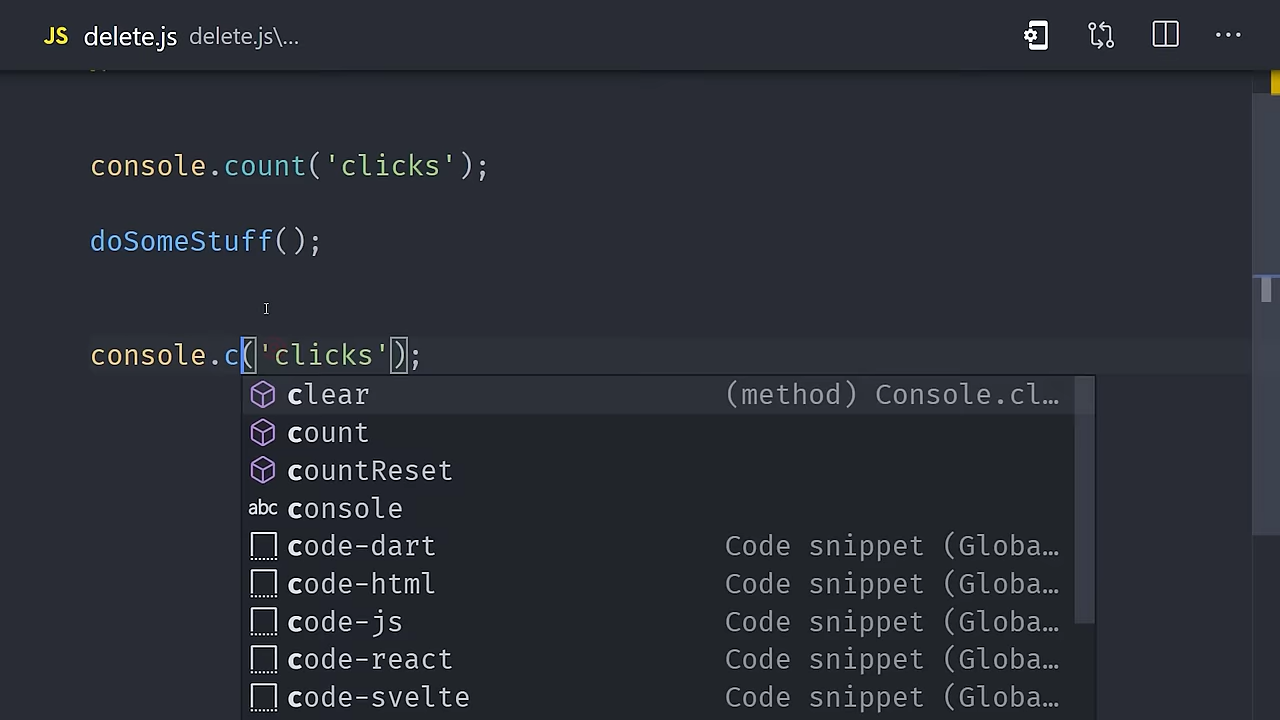 JS delete.js delete.js\...
console.count('clicks');
doSomeStuff();
console.c('clicks');
clear (method) Console.cl…
count
countReset
abc console
code-dart Code snippet (Globa…
code-html Code snippet (Globa…
code-js Code snippet (Globa…
code-react Code snippet (Globa…
code-svelte Code snippet (Globa…